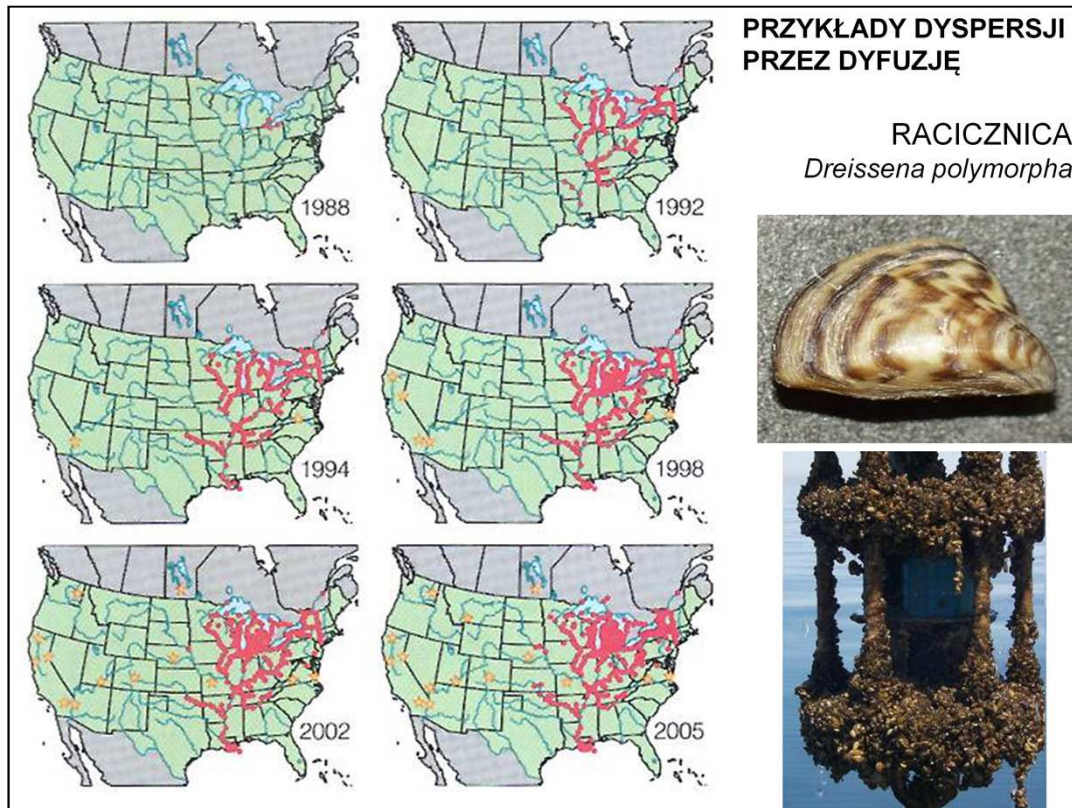 PRZYKŁADY DYSPERSJI
PRZEZ DYFUZJĘ
RACICZNICA
Dreissena polymorpha
1988
1992
1994
1998
2002
2005